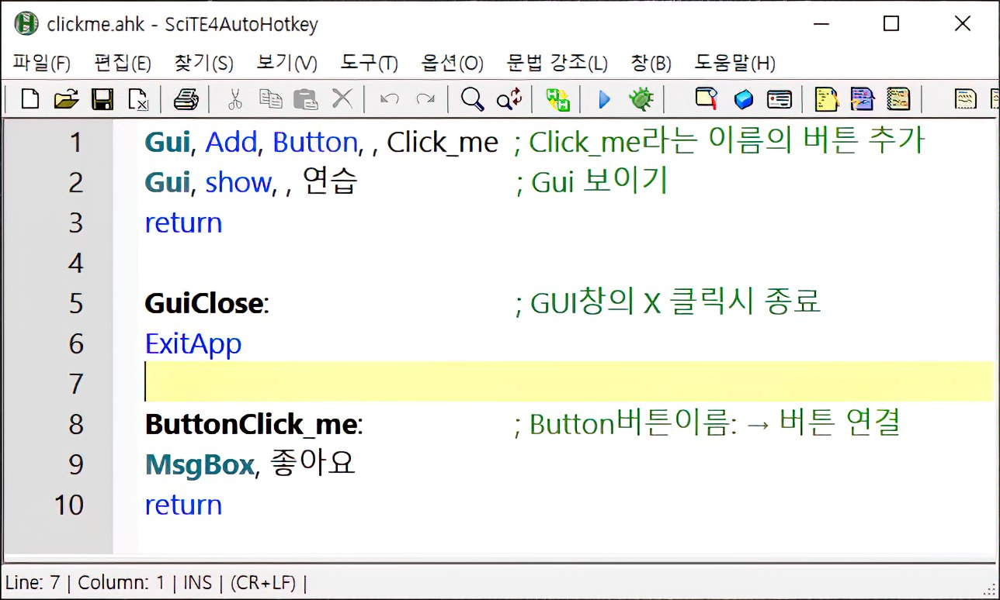 clickme.ahk - SciTE4AutoHotkey
파일(F) 편집(E) 찾기(S) 보기(V) 도구(T) 옵션(O) 문법 강조(L) 창(B) 도움말(H)
1 Gui, Add, Button, , Click_me ; Click_me라는 이름의 버튼 추가
2 Gui, show, , 연습 ; Gui 보이기
3 return
4
5 GuiClose: ; GUI창의 X 클릭시 종료
6 ExitApp
7
8 ButtonClick_me: ; Button버튼이름: → 버튼 연결
9 MsgBox, 좋아요
10 return
Line: 7 | Column: 1 | INS | (CR+LF) |